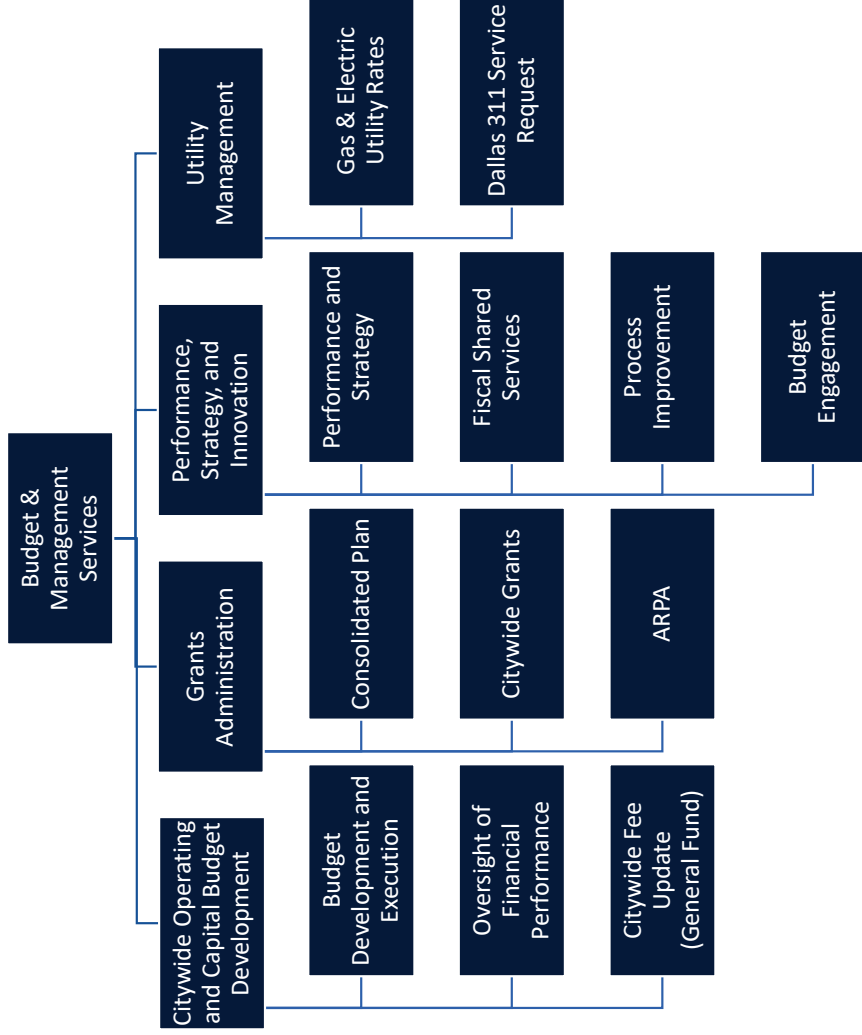 Budget &
Management
Services
Citywide Operating
and Capital Budget
Development
Budget
Development and
Execution
Oversight of
Financial
Performance
Citywide Fee
Update
(General Fund)
Grants
Administration
Consolidated Plan
Citywide Grants
ARPA
Performance,
Strategy, and
Innovation
Performance and
Strategy
Fiscal Shared
Services
Process
Improvement
Budget
Engagement
Utility
Management
Gas & Electric
Utility Rates
Dallas 311 Service
Request